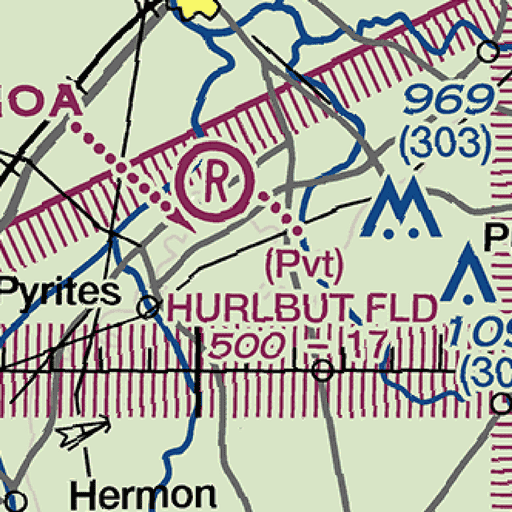 OA
969
(303)
R
(Pvt)
Pyrites
HURLBUT FLD
500 - 17
Hermon